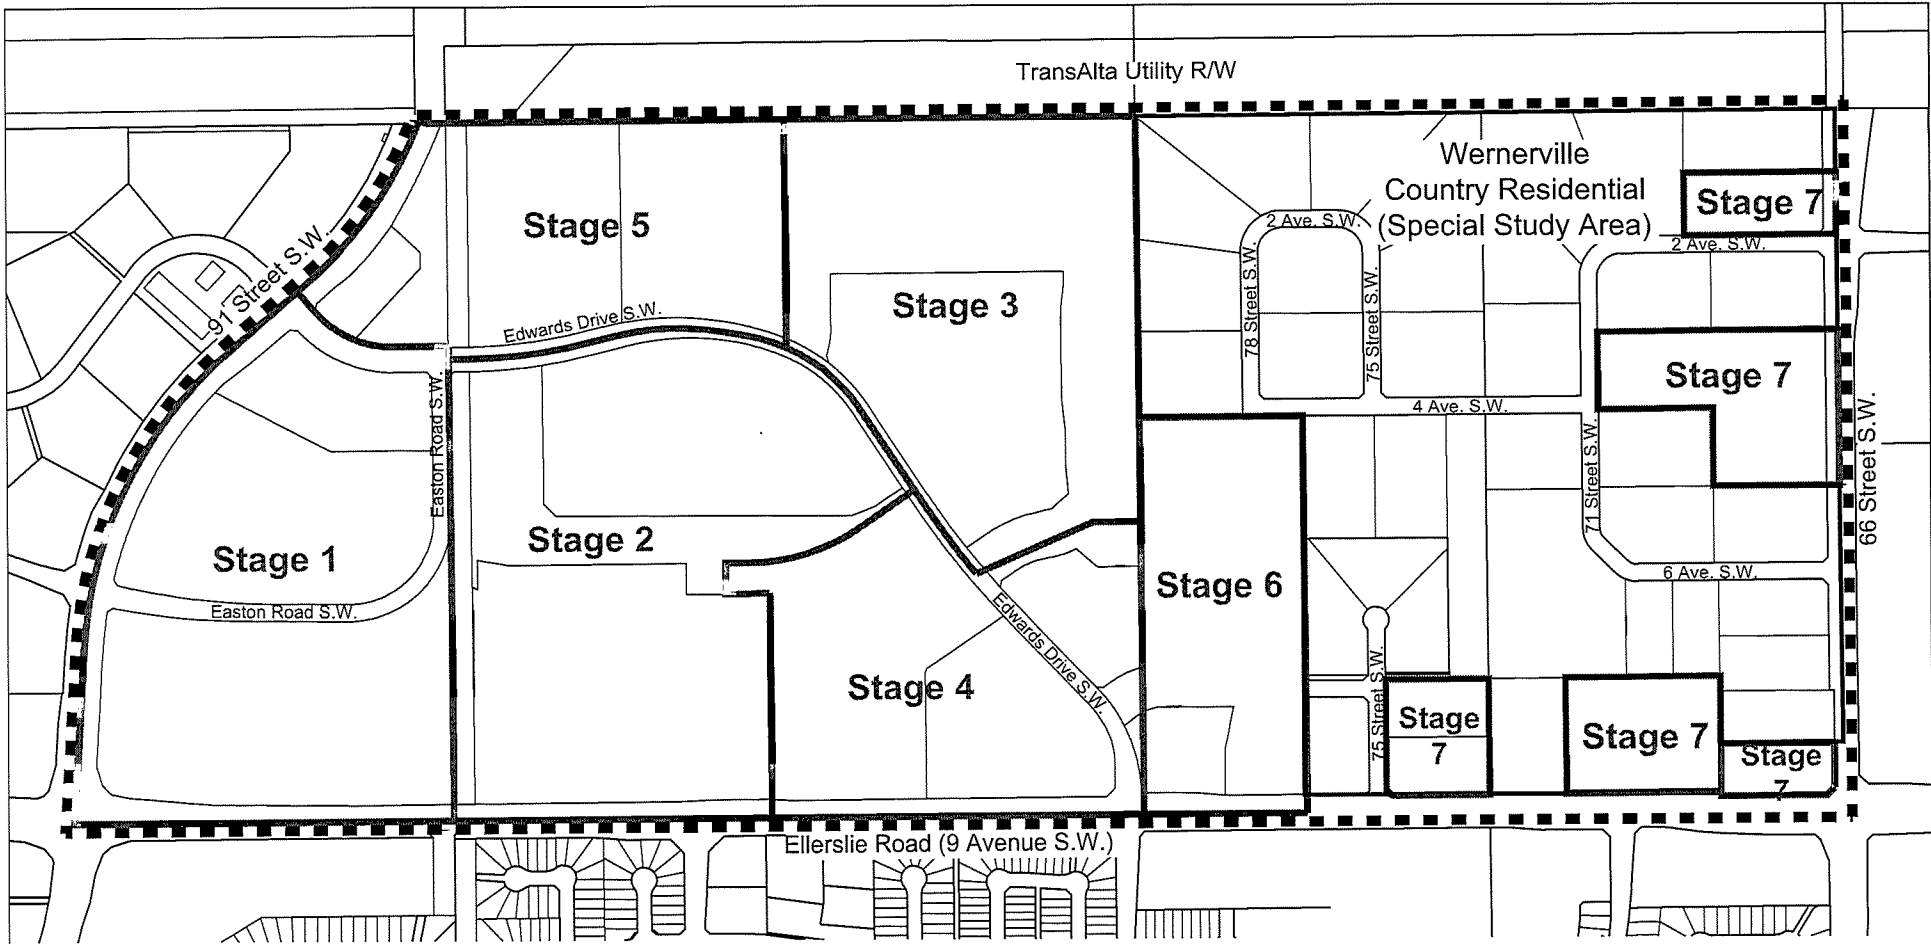 TransAlta Utility R/W
Wernerville
Country Residential
(Special Study Area)
Stage 7
2 Ave. S.W.
2 Ave. S.W.
91 Street S.W.
Stage 5
Stage 3
78 Street S.W.
75 Street S.W.
Edwards Drive S.W.
Stage 7
Easton Road S.W.
4 Ave. S.W.
71 Street S.W.
66 Street S.W.
Stage 1
Stage 2
Stage 6
6 Ave. S.W.
Easton Road S.W.
Edwards Drive S.W.
Stage 4
75 Street S.W.
Stage
7
Stage 7
Stage
7
Ellerslie Road (9 Avenue S.W.)